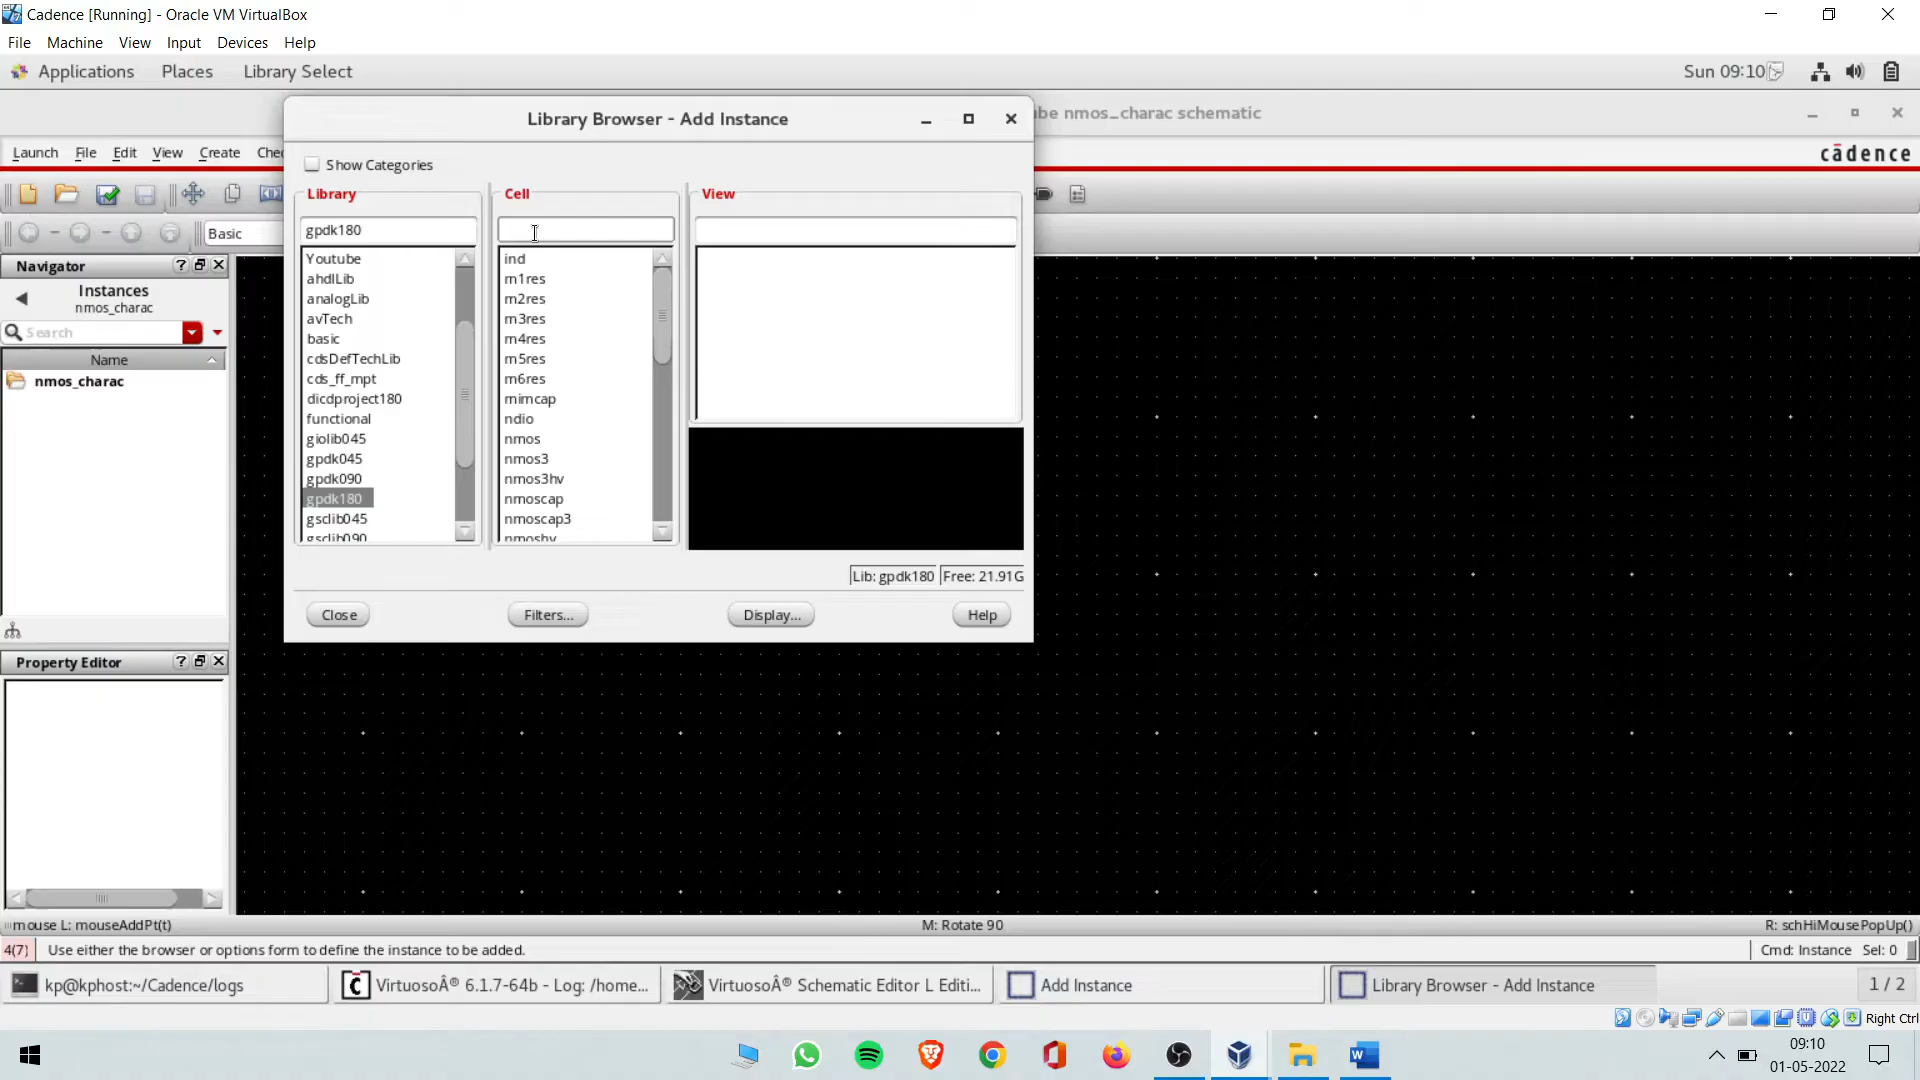 Cadence [Running] - Oracle VM VirtualBox
File Machine View Input Devices Help
Applications Places Library Select Sun 09:10
Library Browser - Add Instance
be nmos_charac schematic
Launch File Edit View Create Chec
cādence
Show Categories
Library Cell View
gpdk180
Basic
Navigator
Instances
nmos_charac
Search
Name
nmos_charac
Youtube
ahdlLib
analogLib
avTech
basic
cdsDefTechLib
cds_ff_mpt
dicdproject180
functional
giolib045
gpdk045
gpdk090
gpdk180
gsclib045
gsclib090
ind
m1res
m2res
m3res
m4res
m5res
m6res
mimcap
ndio
nmos
nmos3
nmos3hv
nmoscap
nmoscap3
nmoshv
Lib: gpdk180 Free: 21.91G
Close Filters... Display... Help
Property Editor
mouse L: mouseAddPt(t) M: Rotate 90 R: schHiMousePopUp()
4(7) Use either the browser or options form to define the instance to be added. Cmd: Instance Sel: 0
kp@kphost:~/Cadence/logs VirtuosoÂ® 6.1.7-64b - Log: /home... VirtuosoÂ® Schematic Editor L Editi... Add Instance Library Browser - Add Instance 1 / 2
Right Ctrl
09:10
01-05-2022